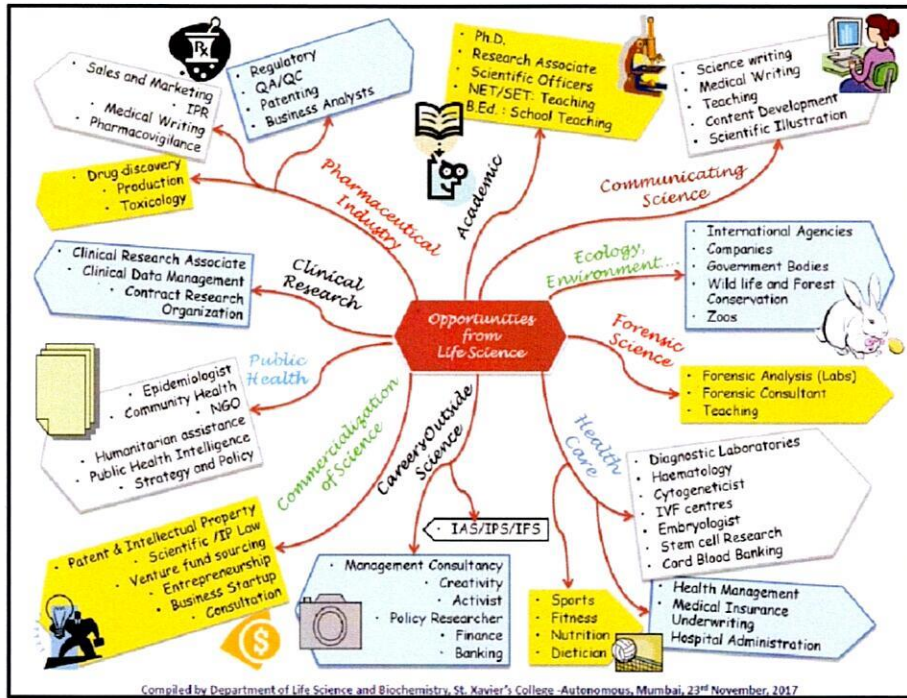 Rx
Sales and Marketing
IPR
Medical Writing
Pharmacovigilance
Regulatory
QA/QC
Patenting
Business Analysts
Drug discovery
Production
Toxicology
Pharmaceutical
Industry
Ph.D.
Research Associate
Scientific Officers
NET/SET: Teaching
B.Ed.: School Teaching
Academic
Science writing
Medical Writing
Teaching
Content Development
Scientific Illustration
Communicating
Science
Clinical Research Associate
Clinical Data Management
Contract Research
Organization
Clinical
Research
Ecology,
Environment...
International Agencies
Companies
Government Bodies
Wild life and Forest
Conservation
Zoos
Opportunities
from
Life Science
Forensic
Science
Forensic Analysis (Labs)
Forensic Consultant
Teaching
Public
Health
Epidemiologist
Community Health
NGO
Humanitarian assistance
Public Health Intelligence
Strategy and Policy
Commercialization
of Science
Patent & Intellectual Property
Scientific /IP Law
Venture fund sourcing
Entrepreneurship
Business Startup
Consultation
$
Careers Outside
Science
IAS/IPS/IFS
Management Consultancy
Creativity
Activist
Policy Researcher
Finance
Banking
Health
Care
Diagnostic Laboratories
Haematology
Cytogeneticist
IVF centres
Embryologist
Stem cell Research
Cord Blood Banking
Sports
Fitness
Nutrition
Dietician
Health Management
Medical Insurance
Underwriting
Hospital Administration
Compiled by Department of Life Science and Biochemistry, St. Xavier's College -Autonomous, Mumbai, 23rd November, 2017